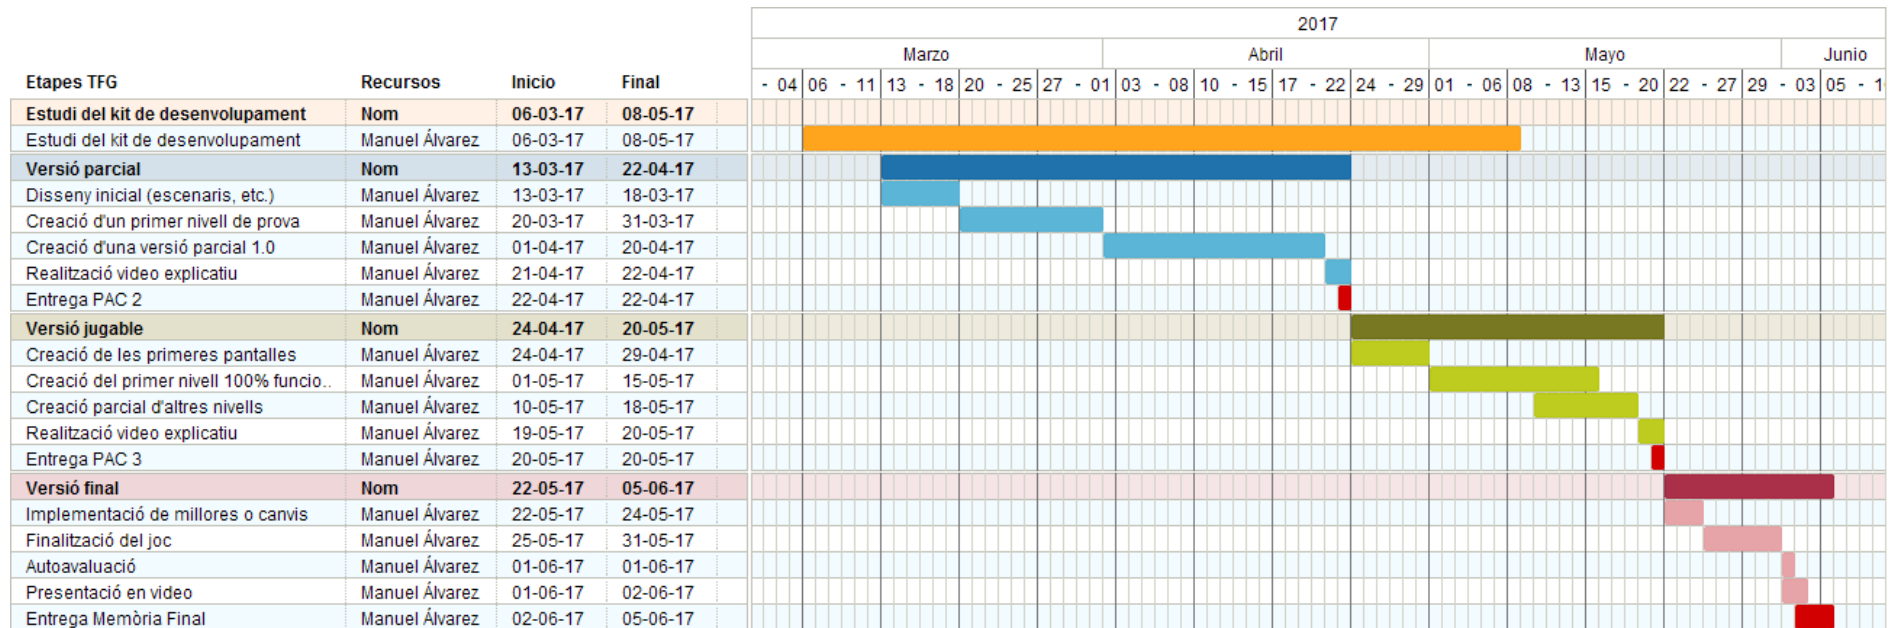 2017
Marzo Abril Mayo Junio
Etapes TFG Recursos Inicio Final - 04 06 - 11 13 - 18 20 - 25 27 - 01 03 - 08 10 - 15 17 - 22 24 - 29 01 - 06 08 - 13 15 - 20 22 - 27 29 - 03 05 - 1
Estudi del kit de desenvolupament Nom 06-03-17 08-05-17
Estudi del kit de desenvolupament Manuel Álvarez 06-03-17 08-05-17
Versió parcial Nom 13-03-17 22-04-17
Disseny inicial (escenaris, etc.) Manuel Álvarez 13-03-17 18-03-17
Creació d'un primer nivell de prova Manuel Álvarez 20-03-17 31-03-17
Creació d'una versió parcial 1.0 Manuel Álvarez 01-04-17 20-04-17
Realització video explicatiu Manuel Álvarez 21-04-17 22-04-17
Entrega PAC 2 Manuel Álvarez 22-04-17 22-04-17
Versió jugable Nom 24-04-17 20-05-17
Creació de les primeres pantalles Manuel Álvarez 24-04-17 29-04-17
Creació del primer nivell 100% funcio.. Manuel Álvarez 01-05-17 15-05-17
Creació parcial d'altres nivells Manuel Álvarez 10-05-17 18-05-17
Realització video explicatiu Manuel Álvarez 19-05-17 20-05-17
Entrega PAC 3 Manuel Álvarez 20-05-17 20-05-17
Versió final Nom 22-05-17 05-06-17
Implementació de millores o canvis Manuel Álvarez 22-05-17 24-05-17
Finalització del joc Manuel Álvarez 25-05-17 31-05-17
Autoavaluació Manuel Álvarez 01-06-17 01-06-17
Presentació en video Manuel Álvarez 01-06-17 02-06-17
Entrega Memòria Final Manuel Álvarez 02-06-17 05-06-17